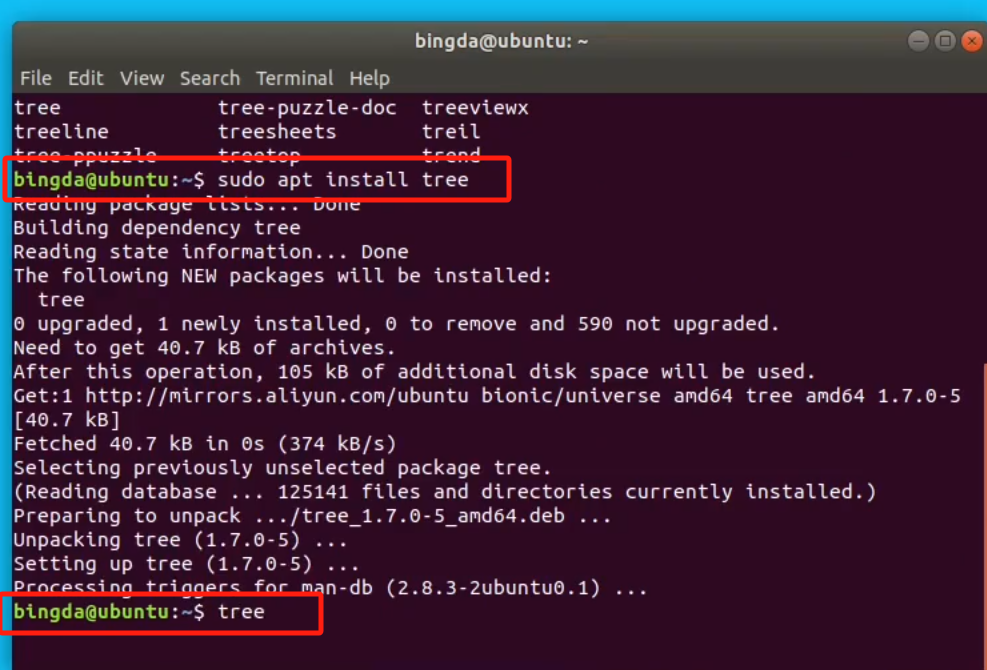 bingda@ubuntu: ~
File Edit View Search Terminal Help
tree tree-puzzle-doc treeviewx
treeline treesheets treil
tree-ppuzzle treetop trend
bingda@ubuntu:~$ sudo apt install tree
Reading package lists... Done
Building dependency tree
Reading state information... Done
The following NEW packages will be installed:
tree
0 upgraded, 1 newly installed, 0 to remove and 590 not upgraded.
Need to get 40.7 kB of archives.
After this operation, 105 kB of additional disk space will be used.
Get:1 http://mirrors.aliyun.com/ubuntu bionic/universe amd64 tree amd64 1.7.0-5
[40.7 kB]
Fetched 40.7 kB in 0s (374 kB/s)
Selecting previously unselected package tree.
(Reading database ... 125141 files and directories currently installed.)
Preparing to unpack .../tree_1.7.0-5_amd64.deb ...
Unpacking tree (1.7.0-5) ...
Setting up tree (1.7.0-5) ...
Processing triggers for man-db (2.8.3-2ubuntu0.1) ...
bingda@ubuntu:~$ tree